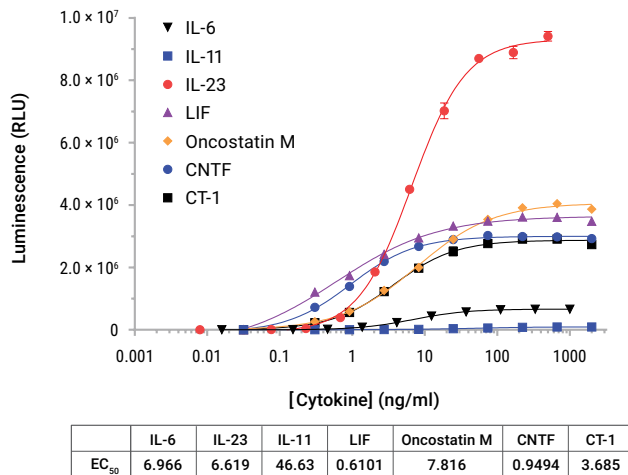 1.0 × 10⁷
8.0 × 10⁶
6.0 × 10⁶
4.0 × 10⁶
2.0 × 10⁶
0
Luminescence (RLU)
IL-6
IL-11
IL-23
LIF
Oncostatin M
CNTF
CT-1
0.001 0.01 0.1 1 10 100 1000
[Cytokine] (ng/ml)
IL-6 IL-23 IL-11 LIF Oncostatin M CNTF CT-1
EC₅₀ 6.966 6.619 46.63 0.6101 7.816 0.9494 3.685